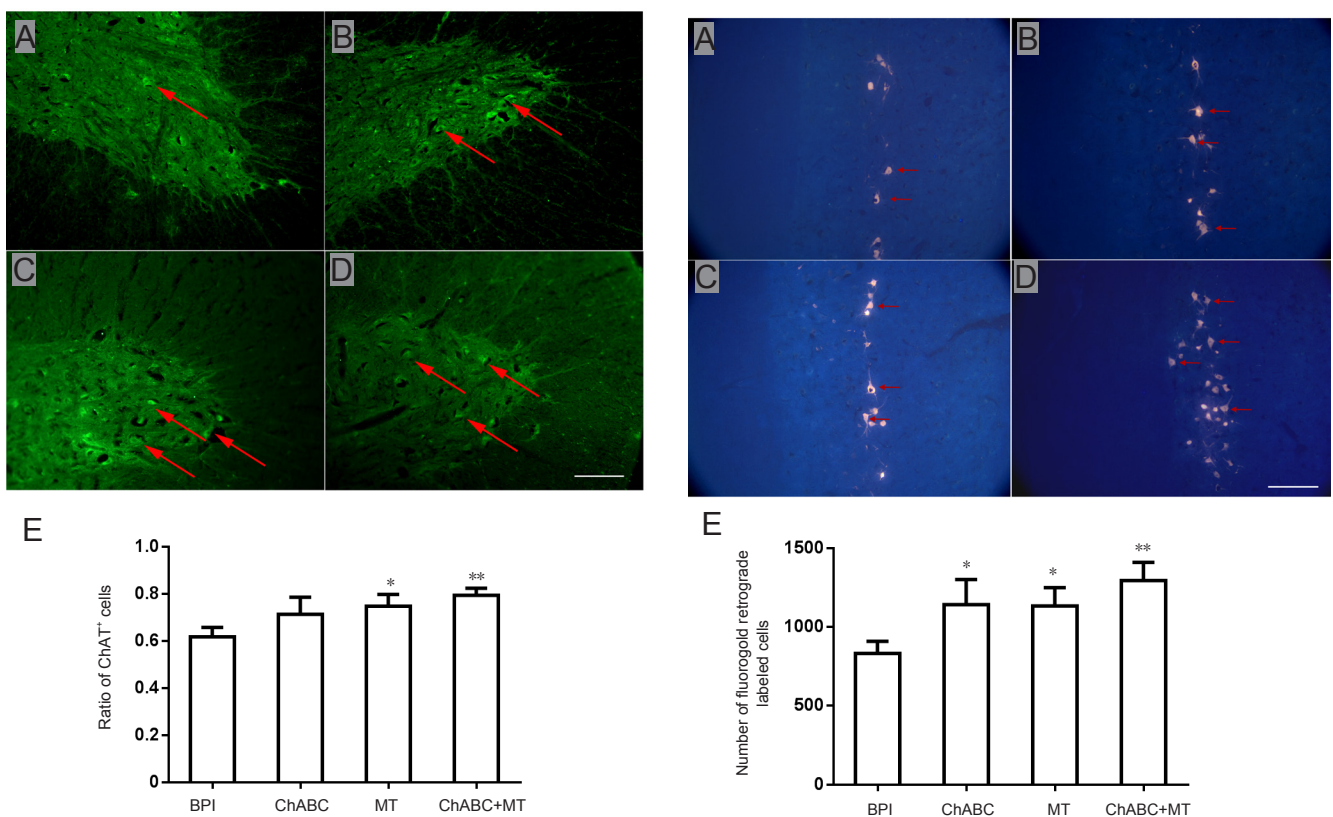 A
B
C
D
E
Ratio of ChAT⁺ cells
1.0
0.8
0.6
0.4
0.2
0
*
**
BPI
ChABC
MT
ChABC+MT
A
B
C
D
E
Number of fluorogold retrograde
labeled cells
1500
1000
500
0
*
*
**
BPI
ChABC
MT
ChABC+MT